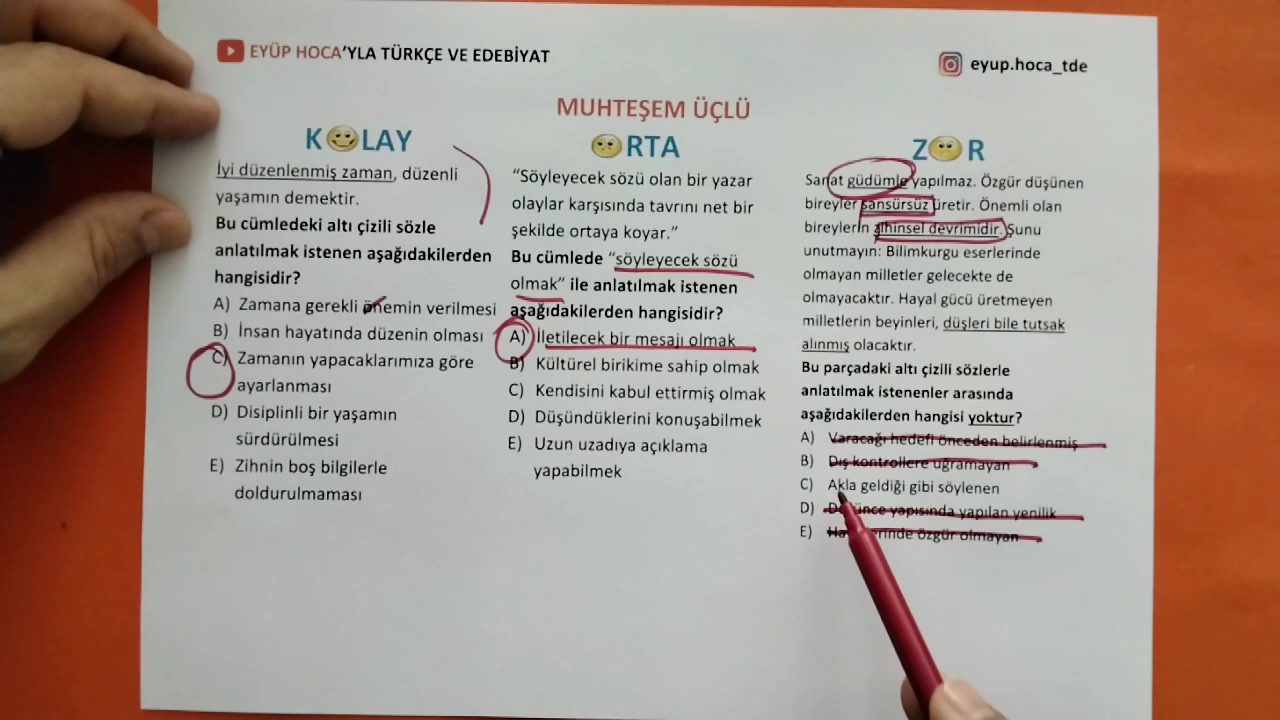 EYÜP HOCA'YLA TÜRKÇE VE EDEBİYAT
eyup.hoca_tde
MUHTEŞEM ÜÇLÜ
KOLAY
İyi düzenlenmiş zaman, düzenli
yaşamın demektir.
Bu cümledeki altı çizili sözle
anlatılmak istenen aşağıdakilerden
hangisidir?
A) Zamana gerekli önemin verilmesi
B) İnsan hayatında düzenin olması
C) Zamanın yapacaklarımıza göre
ayarlanması
D) Disiplinli bir yaşamın
sürdürülmesi
E) Zihnin boş bilgilerle
doldurulmaması
ORTA
“Söyleyecek sözü olan bir yazar
olaylar karşısında tavrını net bir
şekilde ortaya koyar.”
Bu cümlede “söyleyecek sözü
olmak” ile anlatılmak istenen
aşağıdakilerden hangisidir?
A) İletilecek bir mesajı olmak
B) Kültürel birikime sahip olmak
C) Kendisini kabul ettirmiş olmak
D) Düşündüklerini konuşabilmek
E) Uzun uzadıya açıklama
yapabilmek
ZOR
Sanat güdümle yapılmaz. Özgür düşünen
bireyler sansürsüz üretir. Önemli olan
bireylerin zihinsel devrimidir. Şunu
unutmayın: Bilimkurgu eserlerinde
olmayan milletler gelecekte de
olmayacaktır. Hayal gücü üretmeyen
milletlerin beyinleri, düşleri bile tutsak
alınmış olacaktır.
Bu parçadaki altı çizili sözlerle
anlatılmak istenenler arasında
aşağıdakilerden hangisi yoktur?
A) Varacağı hedefi önceden belirlenmiş
B) Dış kontrollere uğramayan
C) Akla geldiği gibi söylenen
D) yapısında yapılan yenilik
E) özgür olmayan